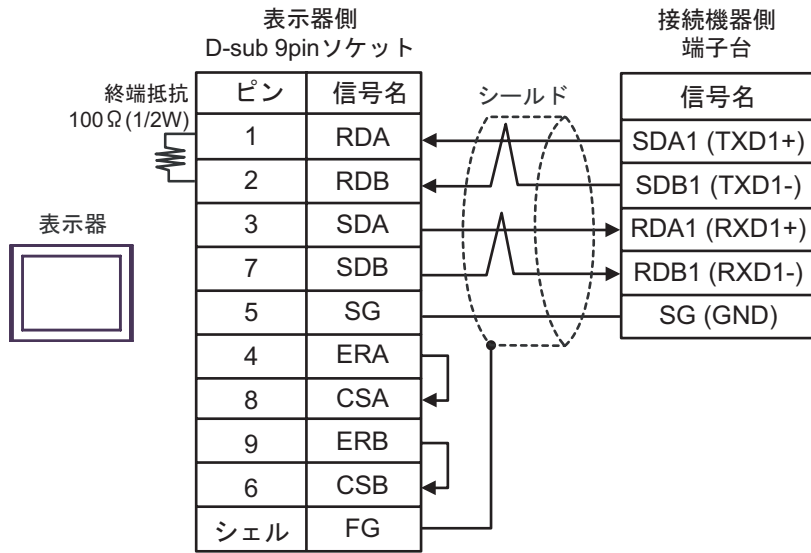 表示器側
D-sub 9pinソケット
接続機器側
端子台
終端抵抗
100Ω(1/2W)
シールド
表示器
ピン 信号名
1 RDA
2 RDB
3 SDA
7 SDB
5 SG
4 ERA
8 CSA
9 ERB
6 CSB
シェル FG
信号名
SDA1 (TXD1+)
SDB1 (TXD1-)
RDA1 (RXD1+)
RDB1 (RXD1-)
SG (GND)